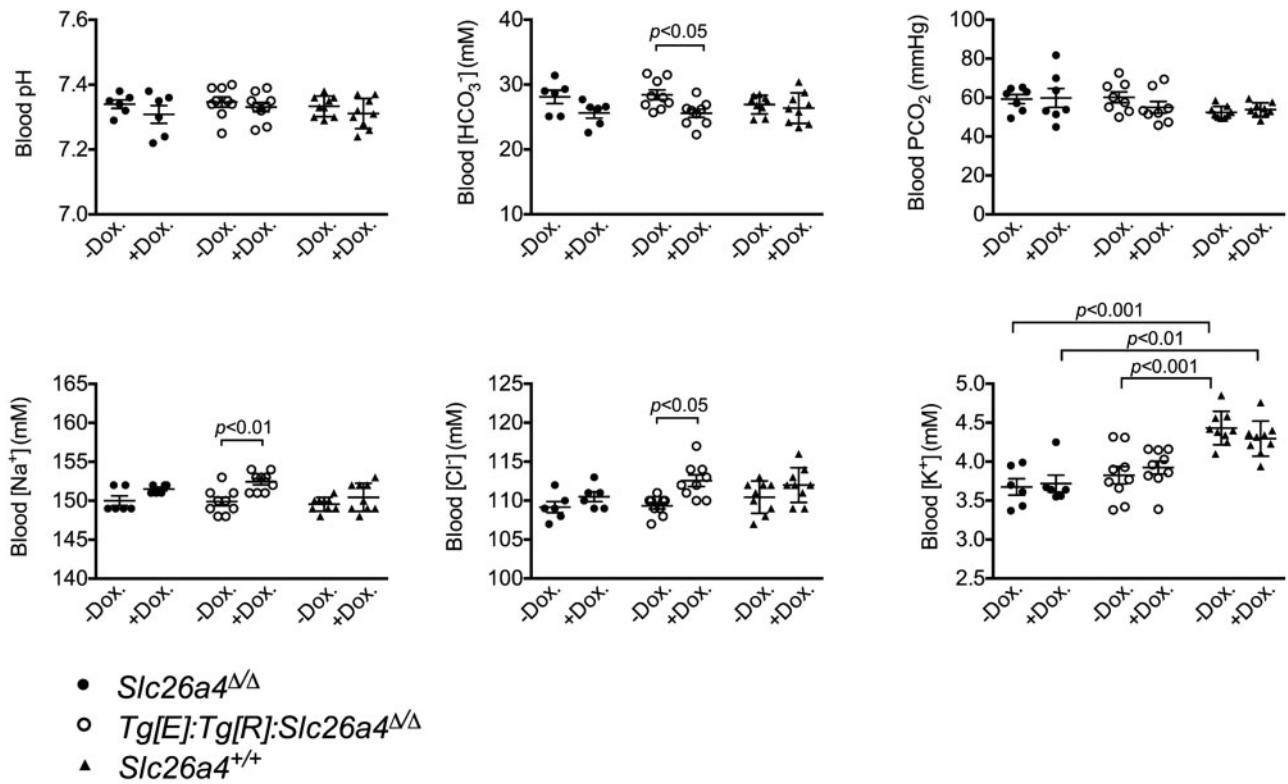 Blood pH
7.6
7.4
7.2
7.0
-Dox.
+Dox.
-Dox.
+Dox.
-Dox.
+Dox.
Blood [HCO₃⁻] (mM)
40
30
20
10
p<0.05
-Dox.
+Dox.
-Dox.
+Dox.
-Dox.
+Dox.
Blood PCO₂ (mmHg)
100
80
60
40
20
0
-Dox.
+Dox.
-Dox.
+Dox.
-Dox.
+Dox.
Blood [Na⁺] (mM)
165
160
155
150
145
140
p<0.01
-Dox.
+Dox.
-Dox.
+Dox.
-Dox.
+Dox.
Blood [Cl⁻] (mM)
115
110
105
100
120
p<0.05
-Dox.
+Dox.
-Dox.
+Dox.
-Dox.
+Dox.
Blood [K⁺] (mM)
5.0
4.5
4.0
3.5
3.0
2.5
p<0.001
p<0.01
p<0.001
-Dox.
+Dox.
-Dox.
+Dox.
-Dox.
+Dox.
Slc26a4^Δ/Δ
Tg[E]:Tg[R]:Slc26a4^Δ/Δ
Slc26a4^+/+